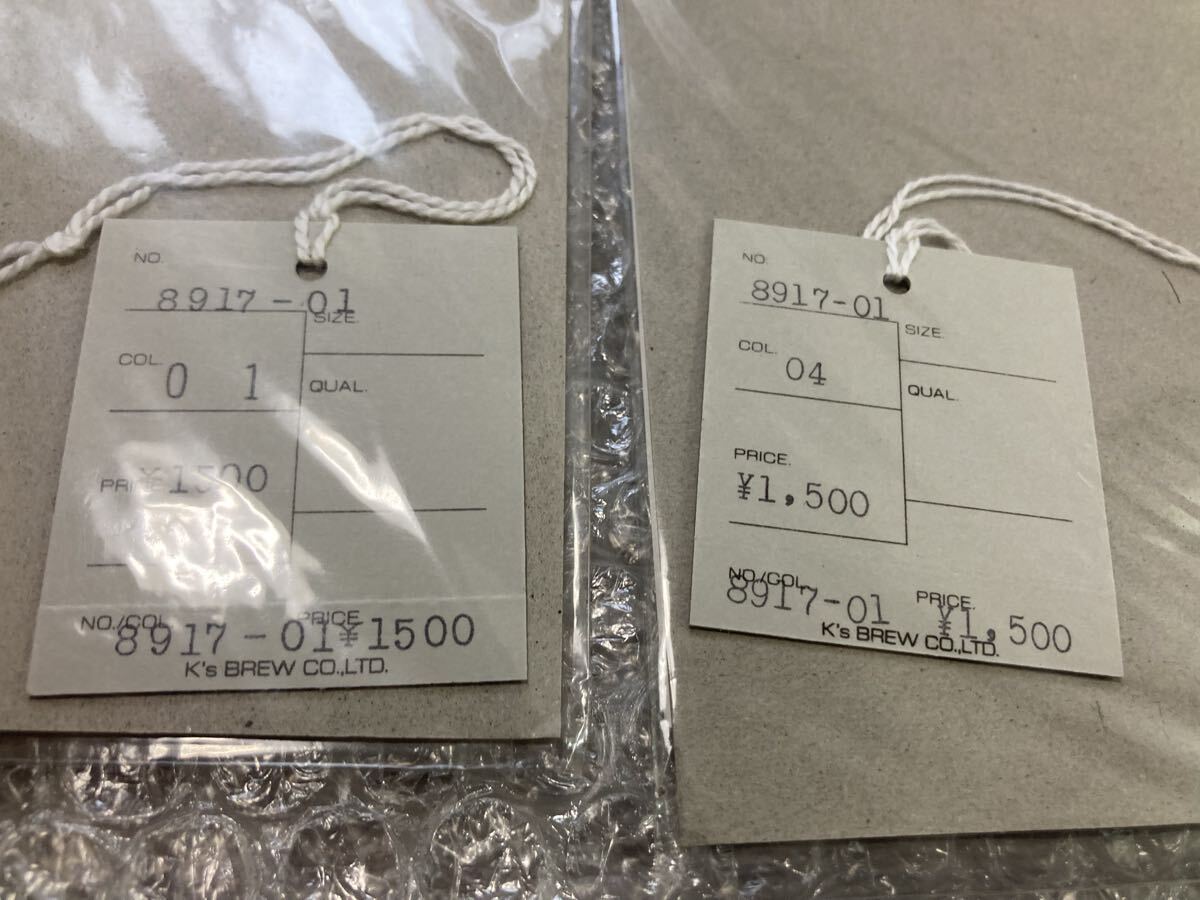 NO.
8917-01
SIZE.
COL.
0 1
QUAL.
PRI ¥1500
NO./COL. PRICE.
8917-01 ¥1500
K's BREW CO.,LTD.
NO.
8917-01
SIZE.
COL.
04
QUAL.
PRICE.
¥1,500
NO./COL. PRICE.
8917-01 ¥1,500
K's BREW CO.,LTD.